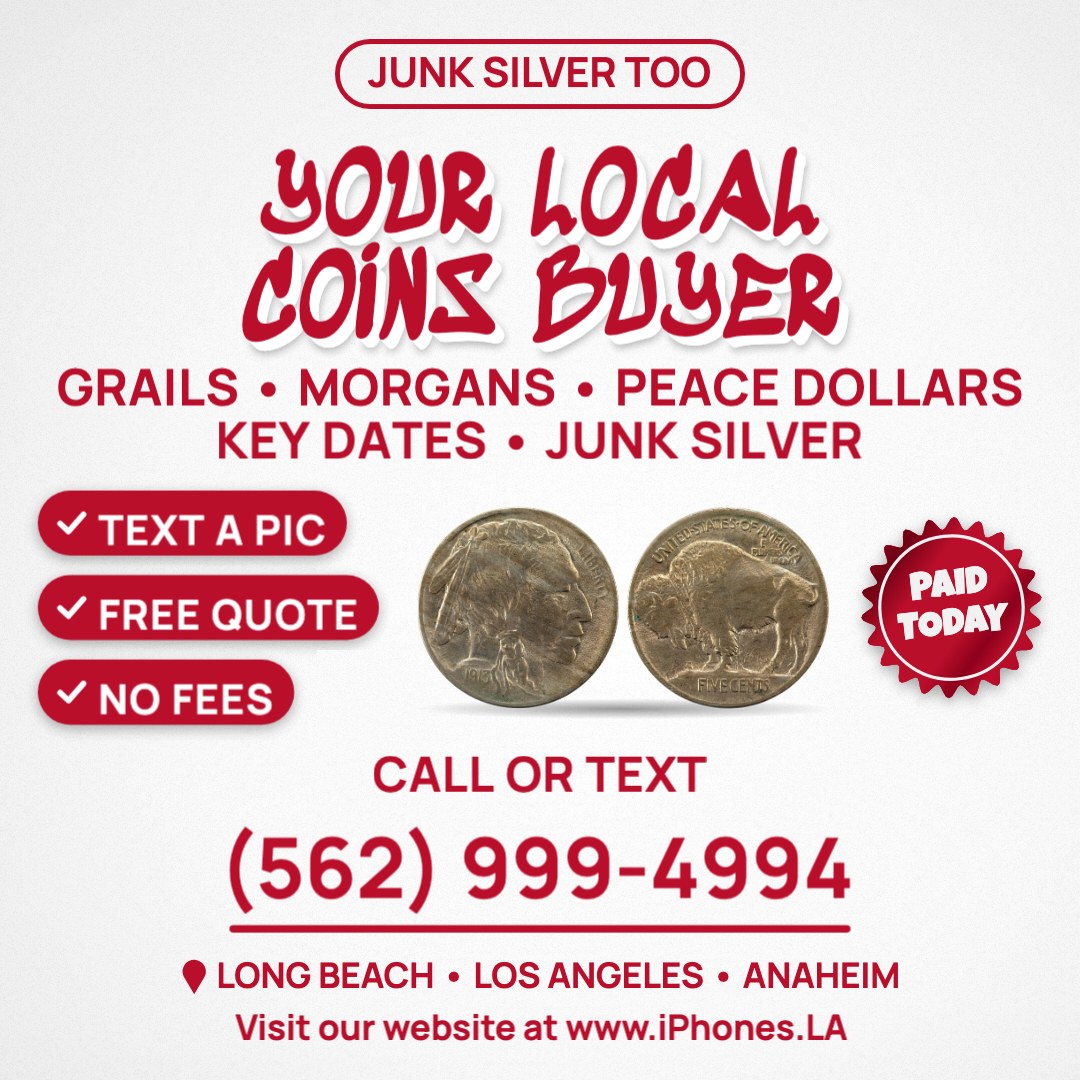 JUNK SILVER TOO
YOUR LOCAL
COINS BUYER
GRAILS • MORGANS • PEACE DOLLARS
KEY DATES • JUNK SILVER
TEXT A PIC
FREE QUOTE
NO FEES
LIBERTY
1913
UNITED STATES OF AMERICA
FIVE CENTS
PAID
TODAY
CALL OR TEXT
(562) 999-4994
LONG BEACH • LOS ANGELES • ANAHEIM
Visit our website at www.iPhones.LA